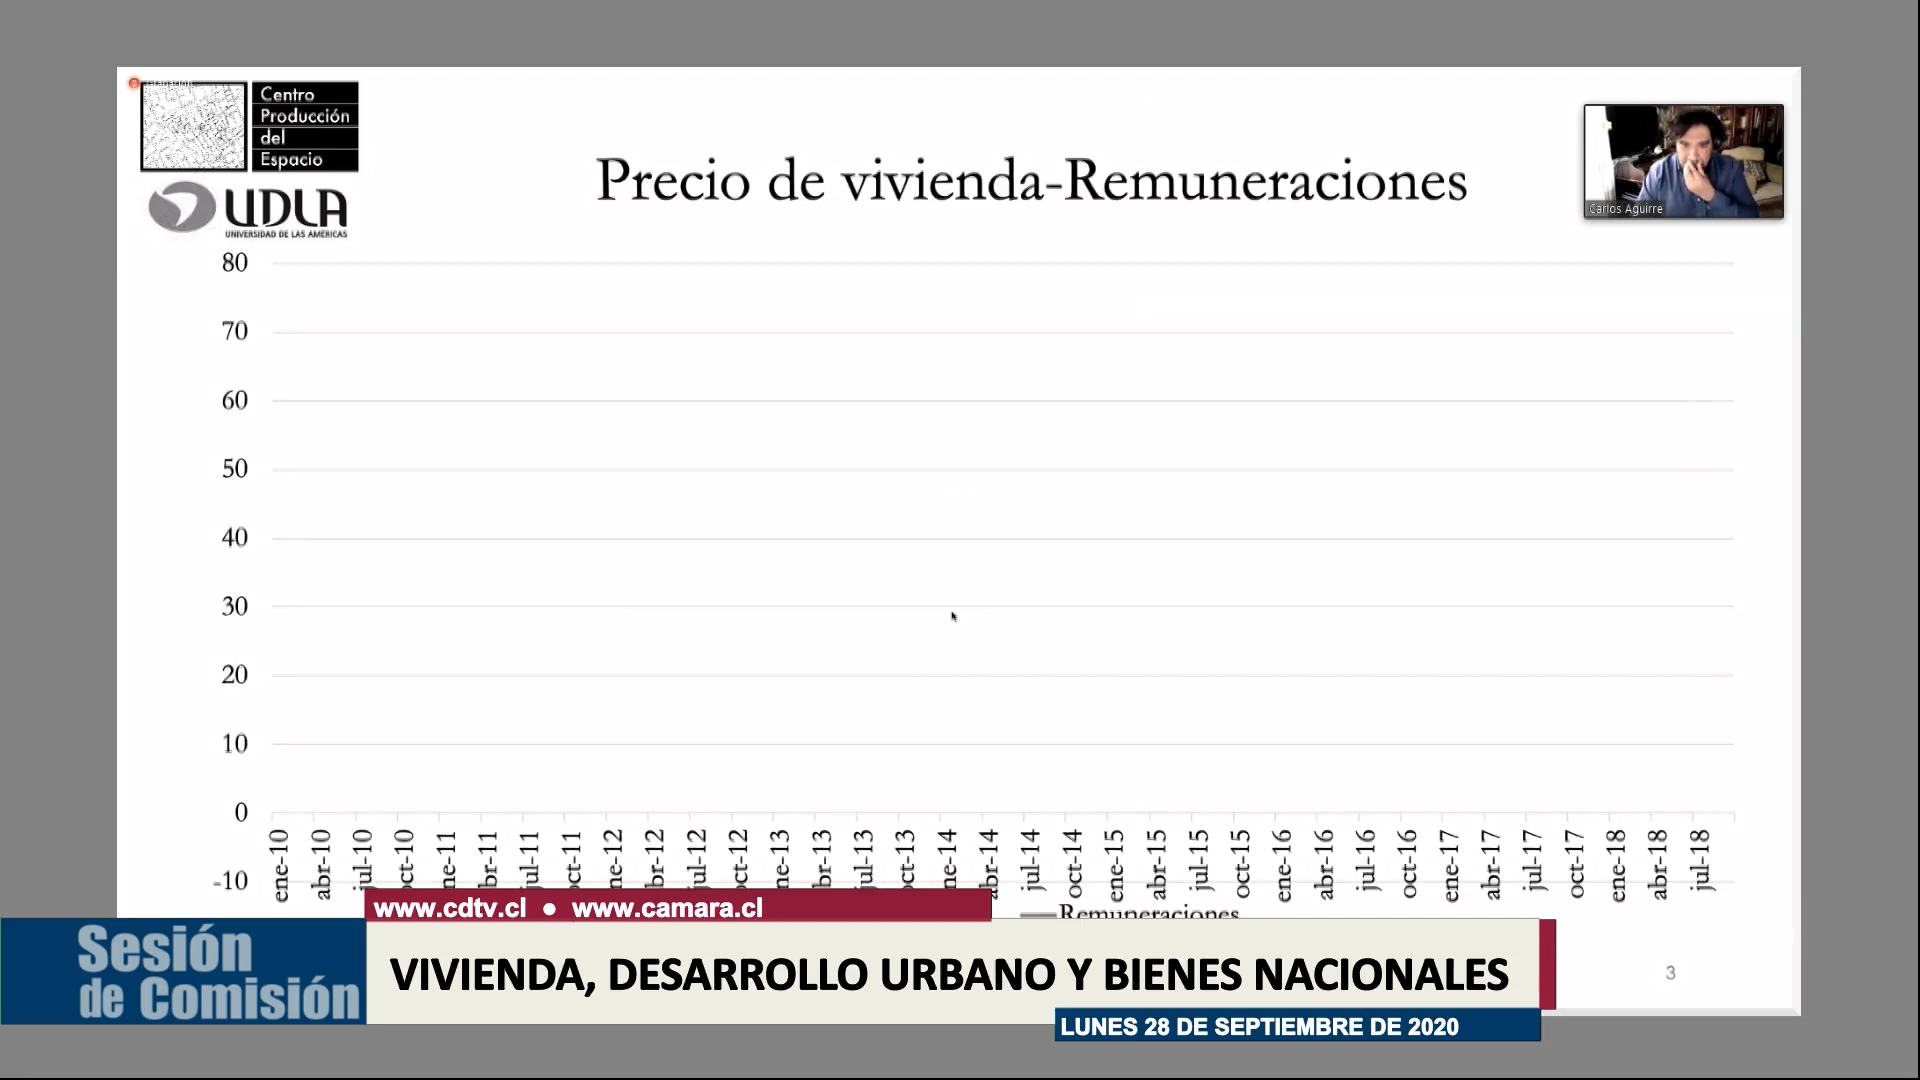 Grabación
Centro
Producción
del
Espacio
UDLA
UNIVERSIDAD DE LAS AMÉRICAS
Precio de vivienda-Remuneraciones
Carlos Aguirre
80
70
60
50
40
30
20
10
0
-10
ene-10 abr-10 jul-10 oct-10 ene-11 abr-11 jul-11 oct-11 ene-12 abr-12 jul-12 oct-12 ene-13 abr-13 jul-13 oct-13 ene-14 abr-14 jul-14 oct-14 ene-15 abr-15 jul-15 oct-15 ene-16 abr-16 jul-16 oct-16 ene-17 abr-17 jul-17 oct-17 ene-18 abr-18 jul-18
Remuneraciones
www.cdtv.cl ● www.camara.cl
Sesión
de Comisión
VIVIENDA, DESARROLLO URBANO Y BIENES NACIONALES
3
LUNES 28 DE SEPTIEMBRE DE 2020